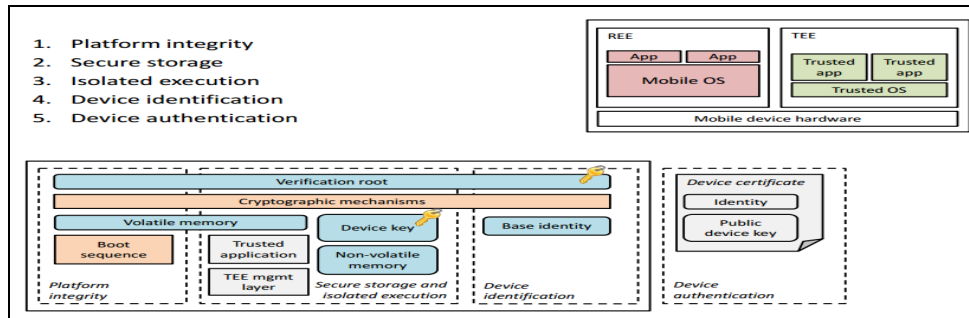 1. Platform integrity
2. Secure storage
3. Isolated execution
4. Device identification
5. Device authentication
REE
App
App
Mobile OS
TEE
Trusted
app
Trusted
app
Trusted OS
Mobile device hardware
Verification root
Cryptographic mechanisms
Volatile memory
Boot
sequence
Platform
integrity
Trusted
application
TEE mgmt
layer
Device key
Non-volatile
memory
Secure storage and
isolated execution
Base identity
Device
identification
Device certificate
Identity
Public
device key
Device
authentication